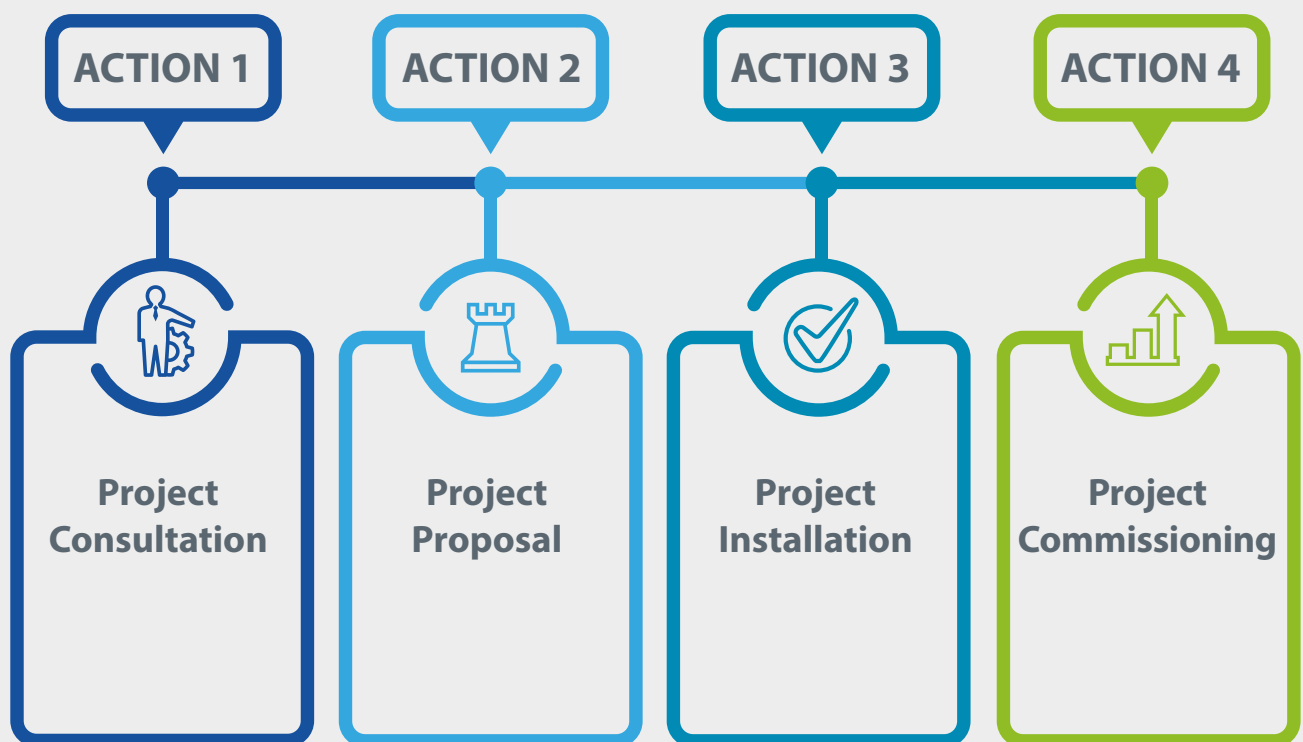 ACTION 1
ACTION 2
ACTION 3
ACTION 4
Project
Consultation
Project
Proposal
Project
Installation
Project
Commissioning